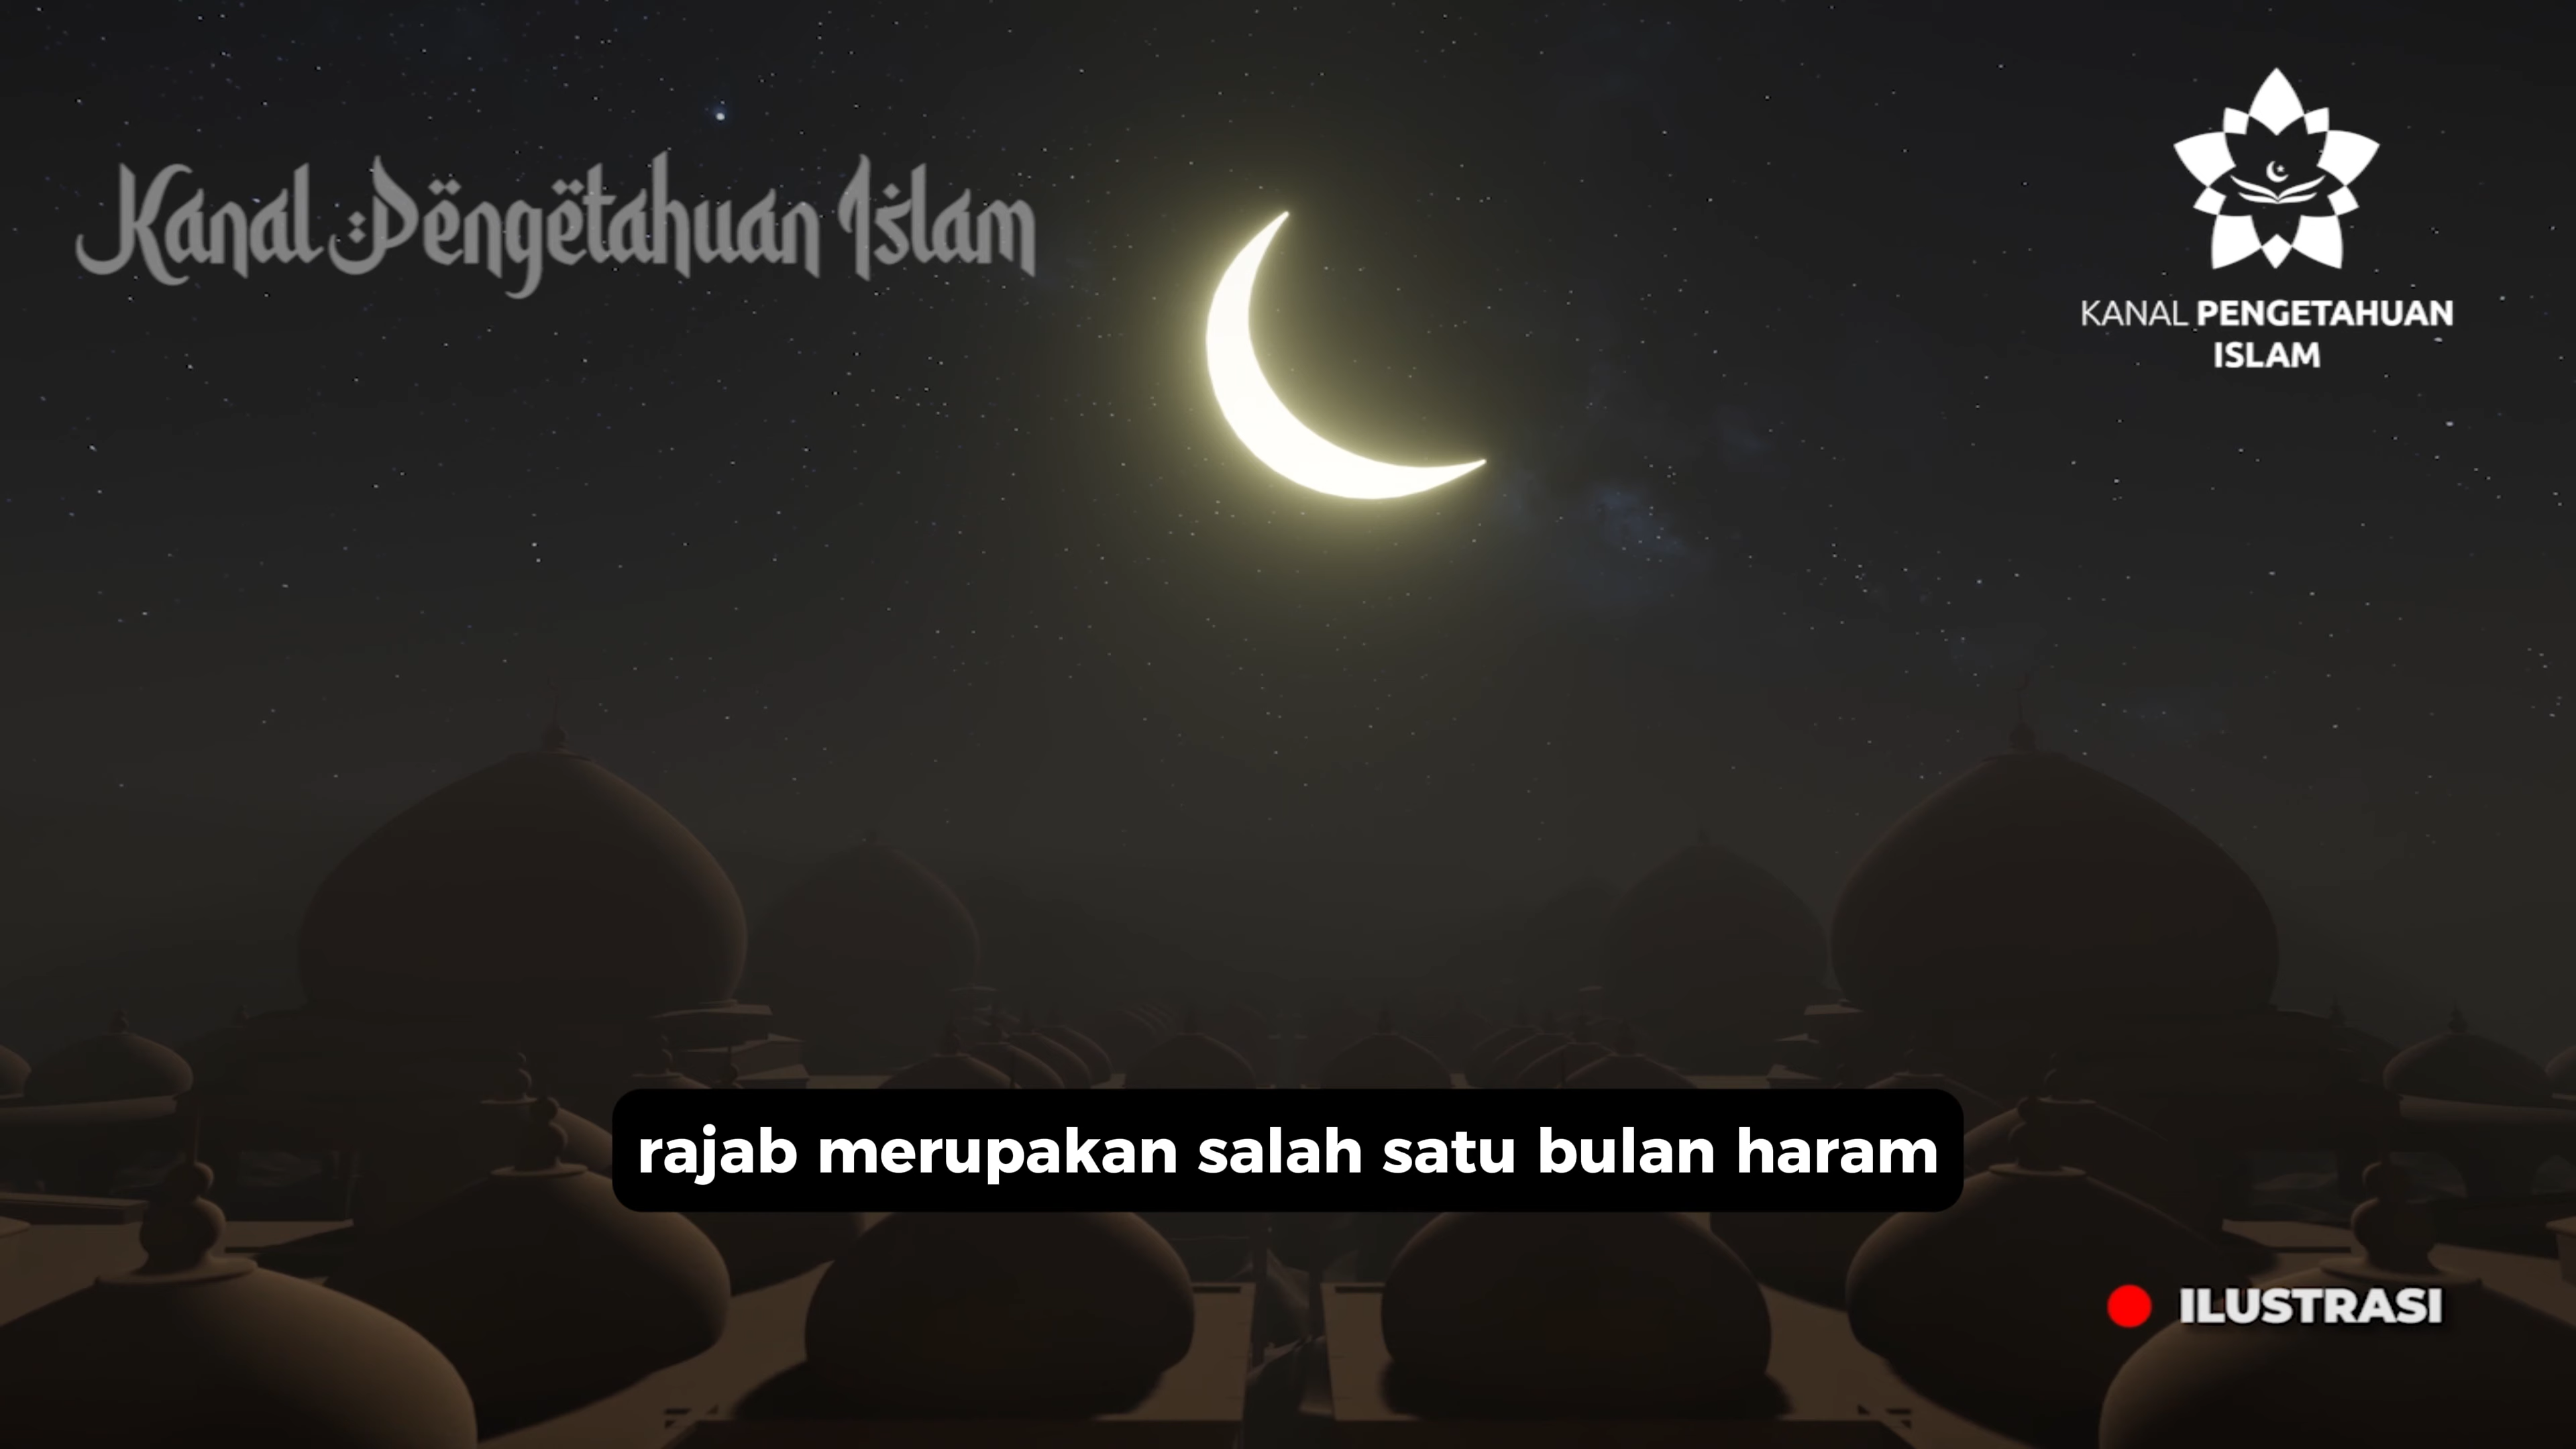 Kanal Pengetahuan Islam
KANAL PENGETAHUAN
ISLAM
rajab merupakan salah satu bulan haram
ILUSTRASI